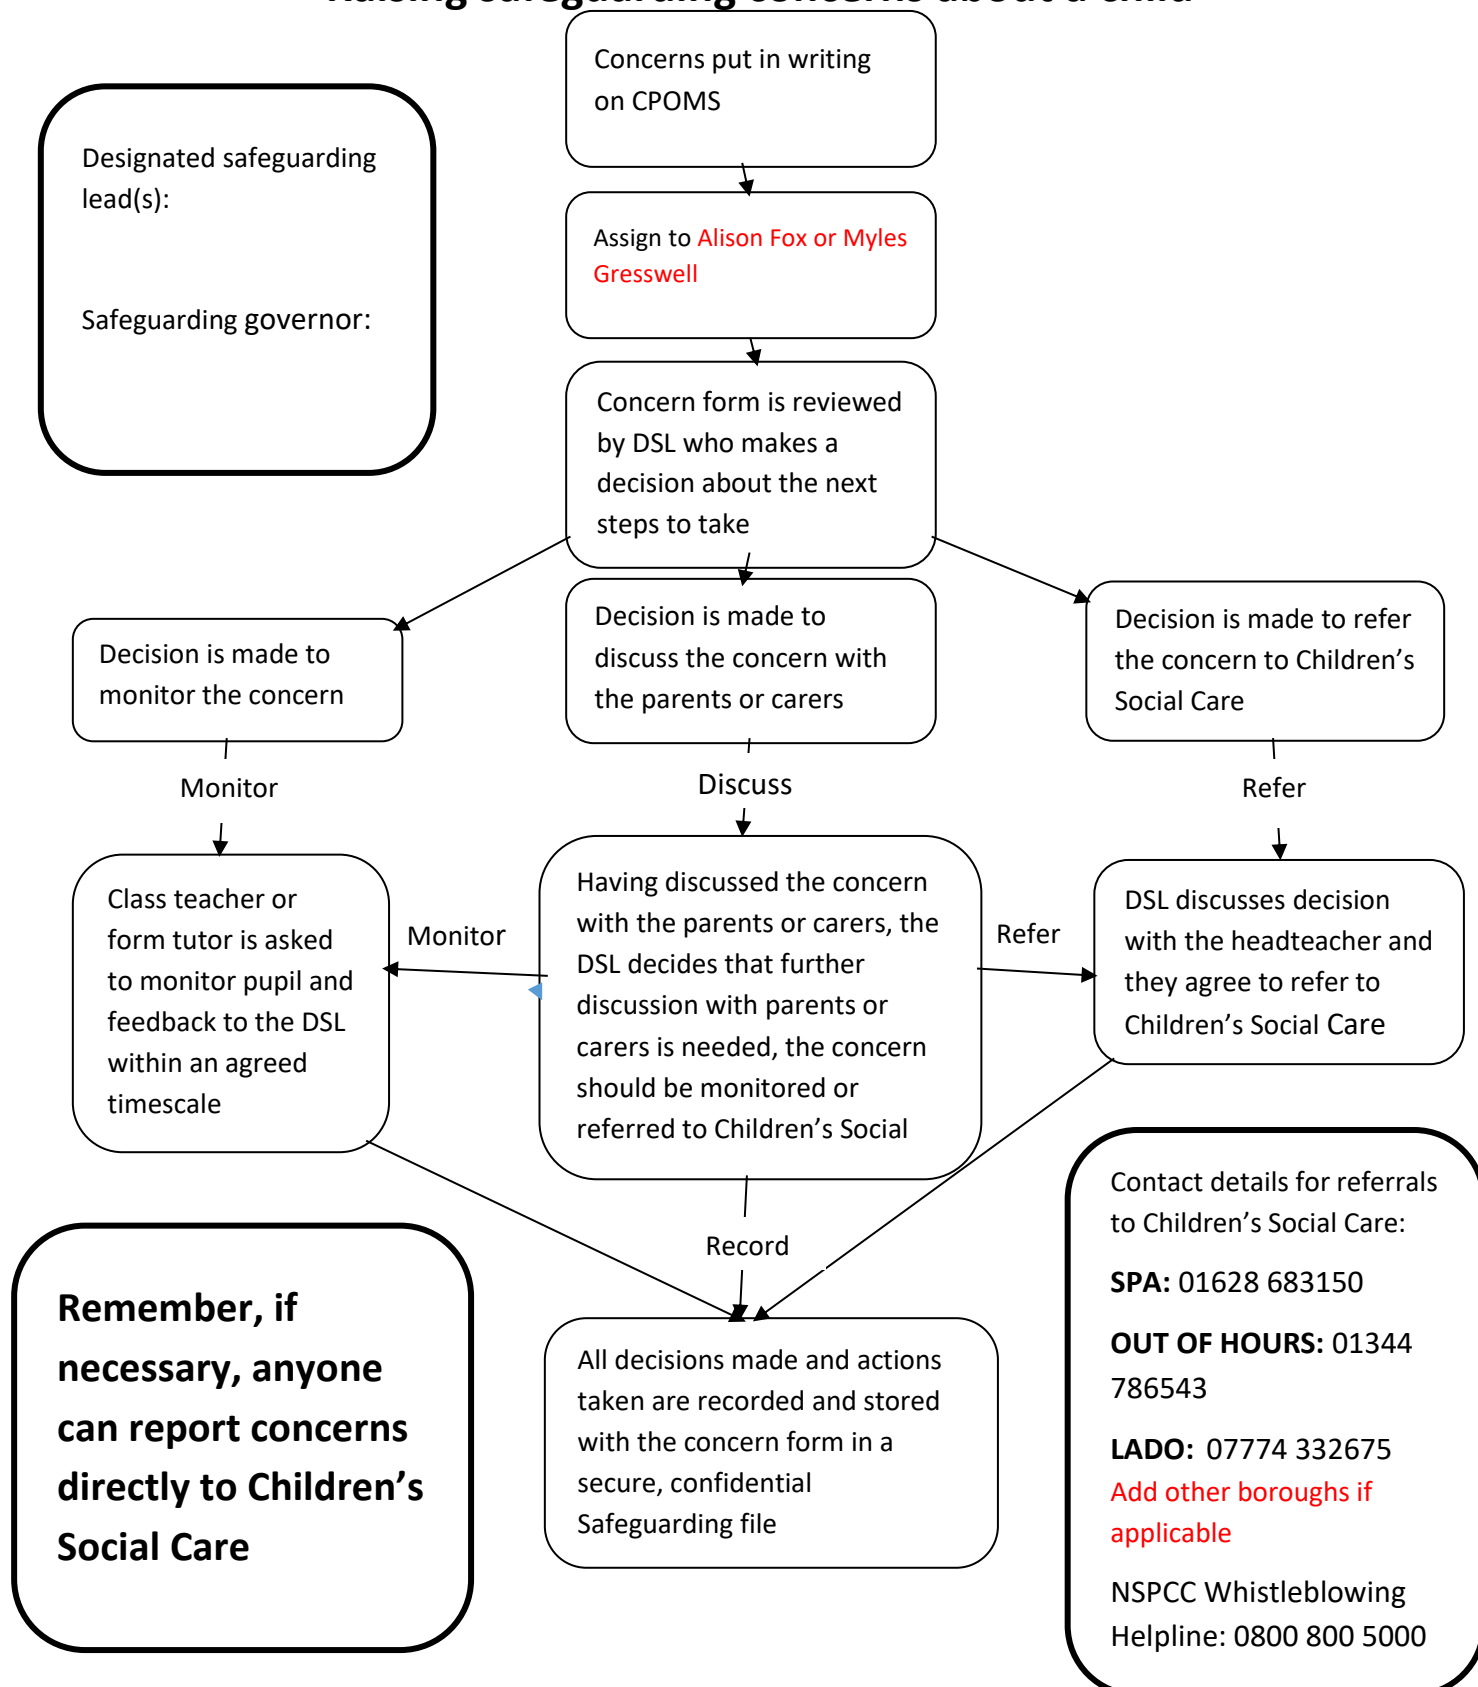 Raising safeguarding concerns about a child
Concerns put in writing
on CPOMS
Designated safeguarding
lead(s):
Safeguarding governor:
Assign to Alison Fox or Myles
Gresswell
Concern form is reviewed
by DSL who makes a
decision about the next
steps to take
Decision is made to
monitor the concern
Decision is made to
discuss the concern with
the parents or carers
Decision is made to refer
the concern to Children’s
Social Care
Monitor
Discuss
Refer
Class teacher or
form tutor is asked
to monitor pupil and
feedback to the DSL
within an agreed
timescale
Monitor
Having discussed the concern
with the parents or carers, the
DSL decides that further
discussion with parents or
carers is needed, the concern
should be monitored or
referred to Children’s Social
Refer
DSL discusses decision
with the headteacher and
they agree to refer to
Children’s Social Care
Record
Remember, if
necessary, anyone
can report concerns
directly to Children’s
Social Care
All decisions made and actions
taken are recorded and stored
with the concern form in a
secure, confidential
Safeguarding file
Contact details for referrals
to Children’s Social Care:
SPA: 01628 683150
OUT OF HOURS: 01344
786543
LADO: 07774 332675
Add other boroughs if
applicable
NSPCC Whistleblowing
Helpline: 0800 800 5000